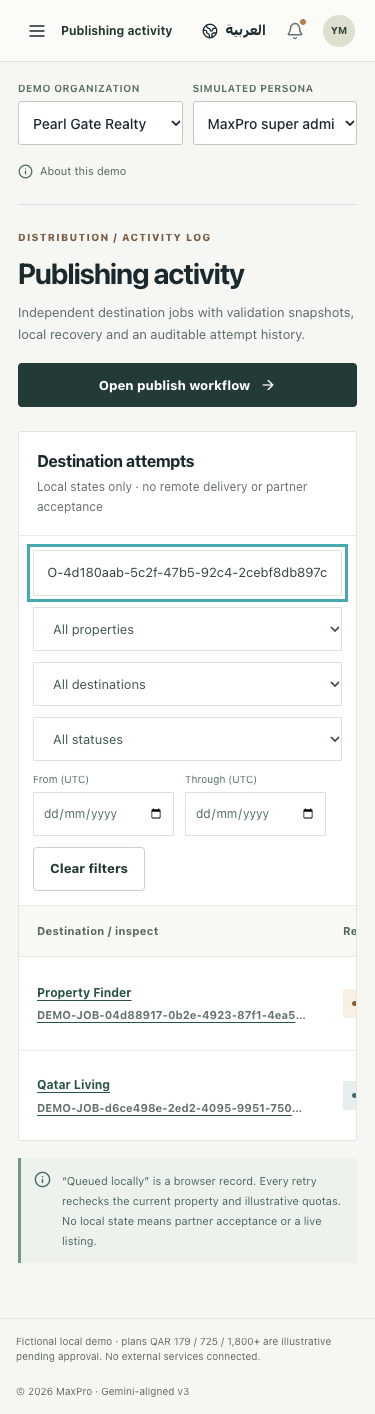 Publishing activity
العربية
YM
DEMO ORGANIZATION
SIMULATED PERSONA
Pearl Gate Realty
MaxPro super admi
About this demo
DISTRIBUTION / ACTIVITY LOG
Publishing activity
Independent destination jobs with validation snapshots,
local recovery and an auditable attempt history.
Open publish workflow →
Destination attempts
Local states only · no remote delivery or partner
acceptance
O-4d180aab-5c2f-47b5-92c4-2cebf8db897c
All properties
All destinations
All statuses
From (UTC)
Through (UTC)
dd/mm/yyyy
dd/mm/yyyy
Clear filters
Destination / inspect
Re
Property Finder
DEMO-JOB-04d88917-0b2e-4923-87f1-4ea5...
Qatar Living
DEMO-JOB-d6ce498e-2ed2-4095-9951-750...
“Queued locally” is a browser record. Every retry
rechecks the current property and illustrative quotas.
No local state means partner acceptance or a live
listing.
Fictional local demo · plans QAR 179 / 725 / 1,800+ are illustrative
pending approval. No external services connected.
© 2026 MaxPro · Gemini-aligned v3